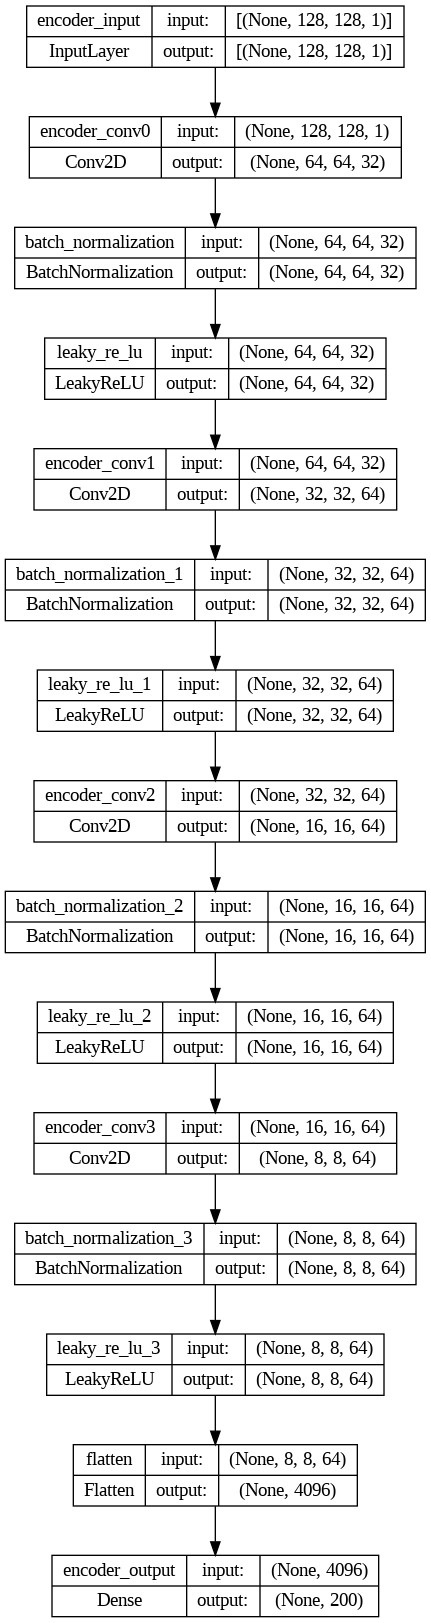 encoder_input input: [(None, 128, 128, 1)]
InputLayer output: [(None, 128, 128, 1)]
encoder_conv0 input: (None, 128, 128, 1)
Conv2D output: (None, 64, 64, 32)
batch_normalization input: (None, 64, 64, 32)
BatchNormalization output: (None, 64, 64, 32)
leaky_re_lu input: (None, 64, 64, 32)
LeakyReLU output: (None, 64, 64, 32)
encoder_conv1 input: (None, 64, 64, 32)
Conv2D output: (None, 32, 32, 64)
batch_normalization_1 input: (None, 32, 32, 64)
BatchNormalization output: (None, 32, 32, 64)
leaky_re_lu_1 input: (None, 32, 32, 64)
LeakyReLU output: (None, 32, 32, 64)
encoder_conv2 input: (None, 32, 32, 64)
Conv2D output: (None, 16, 16, 64)
batch_normalization_2 input: (None, 16, 16, 64)
BatchNormalization output: (None, 16, 16, 64)
leaky_re_lu_2 input: (None, 16, 16, 64)
LeakyReLU output: (None, 16, 16, 64)
encoder_conv3 input: (None, 16, 16, 64)
Conv2D output: (None, 8, 8, 64)
batch_normalization_3 input: (None, 8, 8, 64)
BatchNormalization output: (None, 8, 8, 64)
leaky_re_lu_3 input: (None, 8, 8, 64)
LeakyReLU output: (None, 8, 8, 64)
flatten input: (None, 8, 8, 64)
Flatten output: (None, 4096)
encoder_output input: (None, 4096)
Dense output: (None, 200)